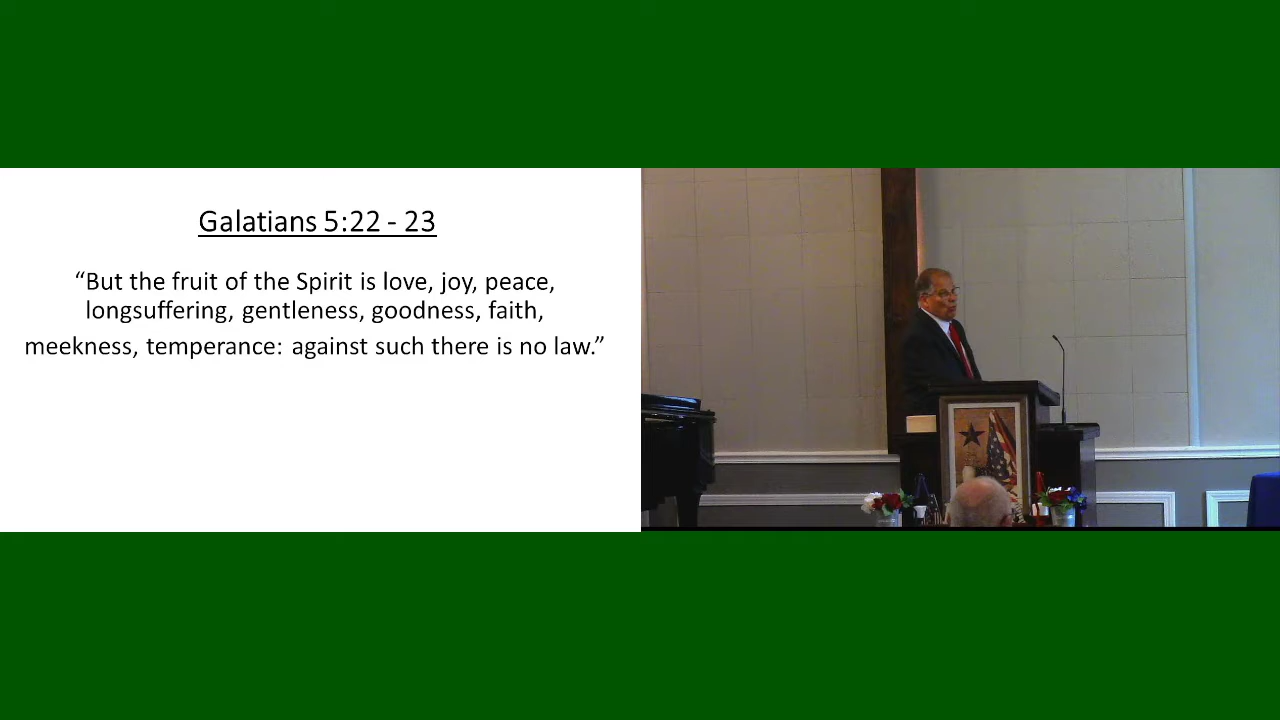 Galatians 5:22 - 23
“But the fruit of the Spirit is love, joy, peace,
longsuffering, gentleness, goodness, faith,
meekness, temperance: against such there is no law.”